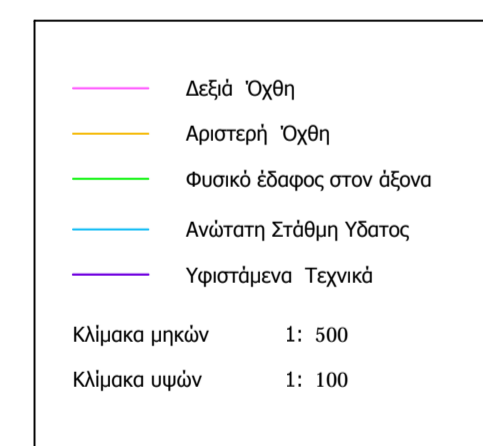 Δεξιά Όχθη
Αριστερή Όχθη
Φυσικό έδαφος στον άξονα
Ανώτατη Στάθμη Υδατος
Υφιστάμενα Τεχνικά
Κλίμακα μηκών 1: 500
Κλίμακα υψών 1: 100